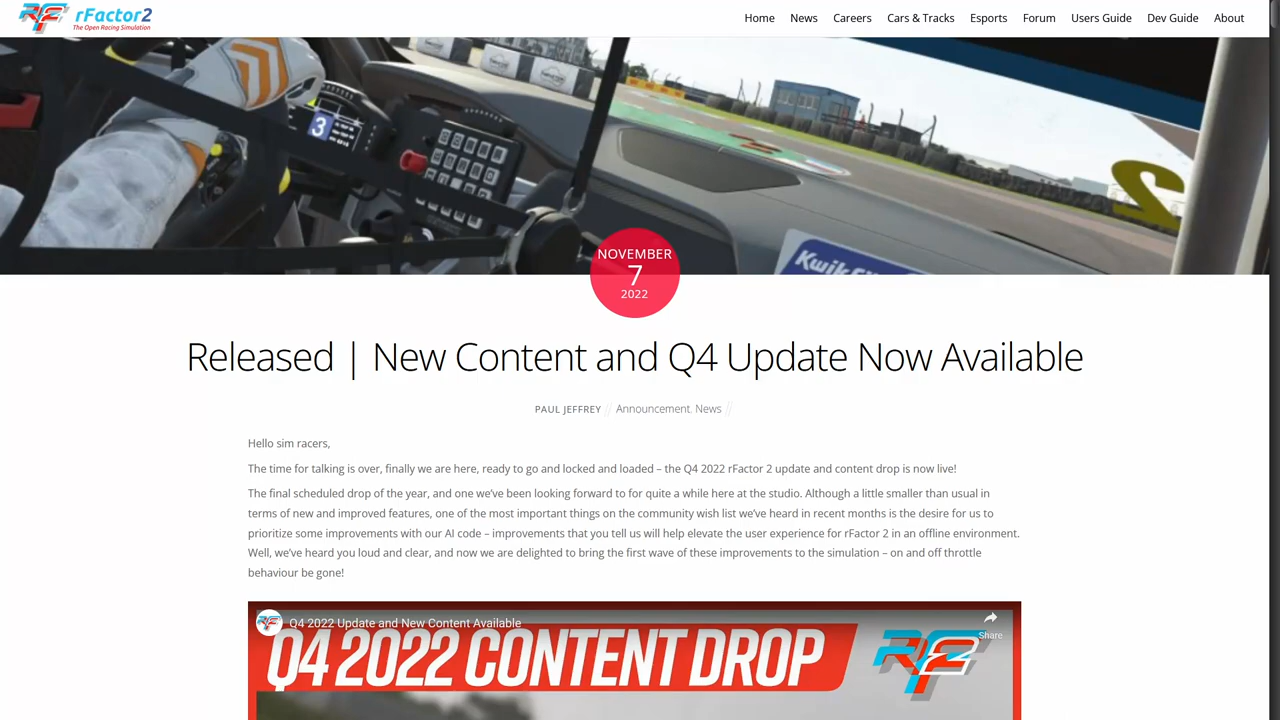 rFactor2
The Open Racing Simulation
Home News Careers Cars & Tracks Esports Forum Users Guide Dev Guide About
3
2
NOVEMBER
7
2022
Released | New Content and Q4 Update Now Available
PAUL JEFFREY // Announcement, News //
Hello sim racers,
The time for talking is over, finally we are here, ready to go and locked and loaded – the Q4 2022 rFactor 2 update and content drop is now live!
The final scheduled drop of the year, and one we’ve been looking forward to for quite a while here at the studio. Although a little smaller than usual in
terms of new and improved features, one of the most important things on the community wish list we’ve heard in recent months is the desire for us to
prioritize some improvements with our AI code – improvements that you tell us will help elevate the user experience for rFactor 2 in an offline environment.
Well, we’ve heard you loud and clear, and now we are delighted to bring the first wave of these improvements to the simulation – on and off throttle
behaviour be gone!
Q4 2022 Update and New Content Available
Share
Q4 2022 CONTENT DROP